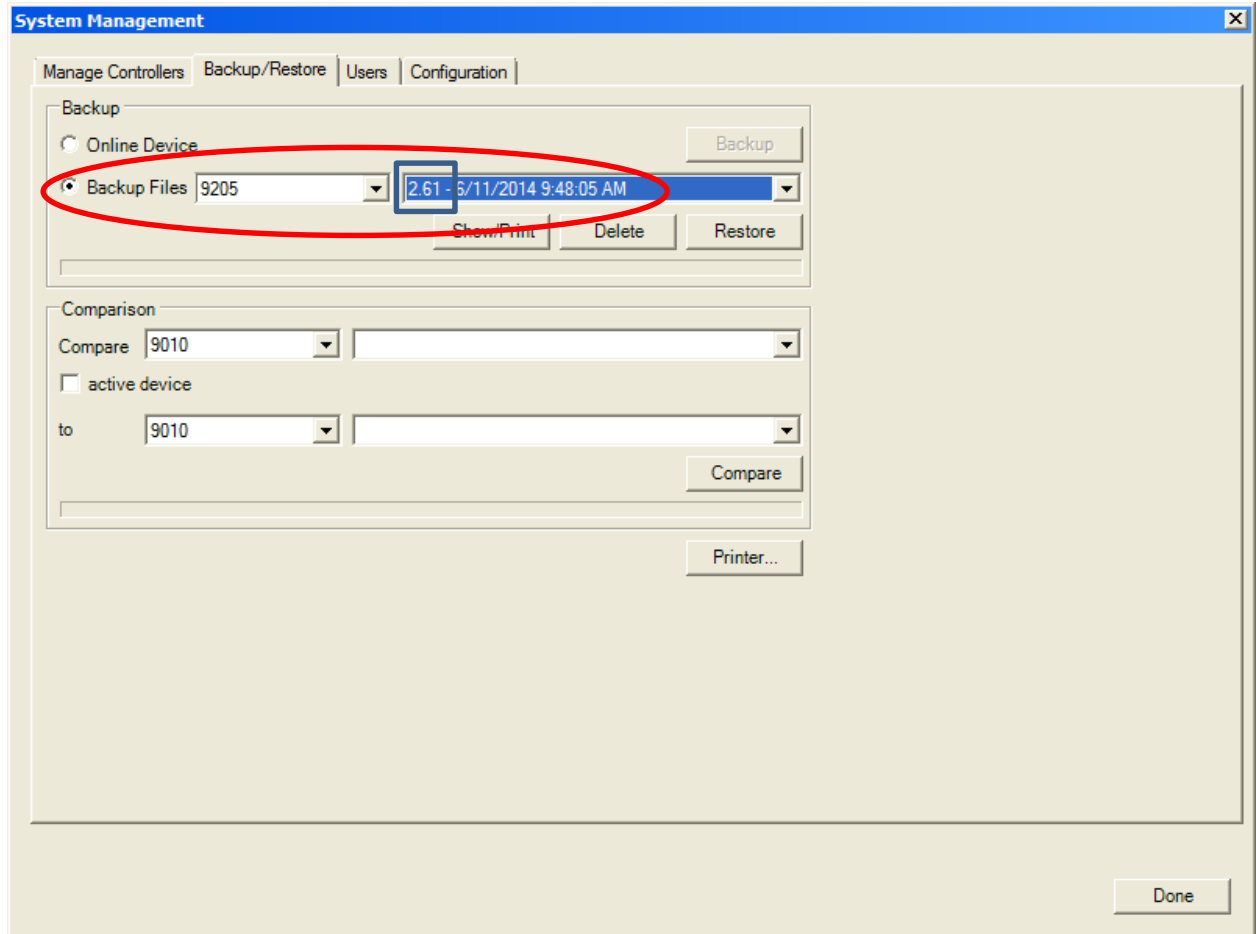 System Management
Manage Controllers Backup/Restore Users Configuration
Backup
Online Device Backup
Backup Files 9205 2.61 - 6/11/2014 9:48:05 AM
Show/Print Delete Restore
Comparison
Compare 9010
active device
to 9010
Compare
Printer...
Done